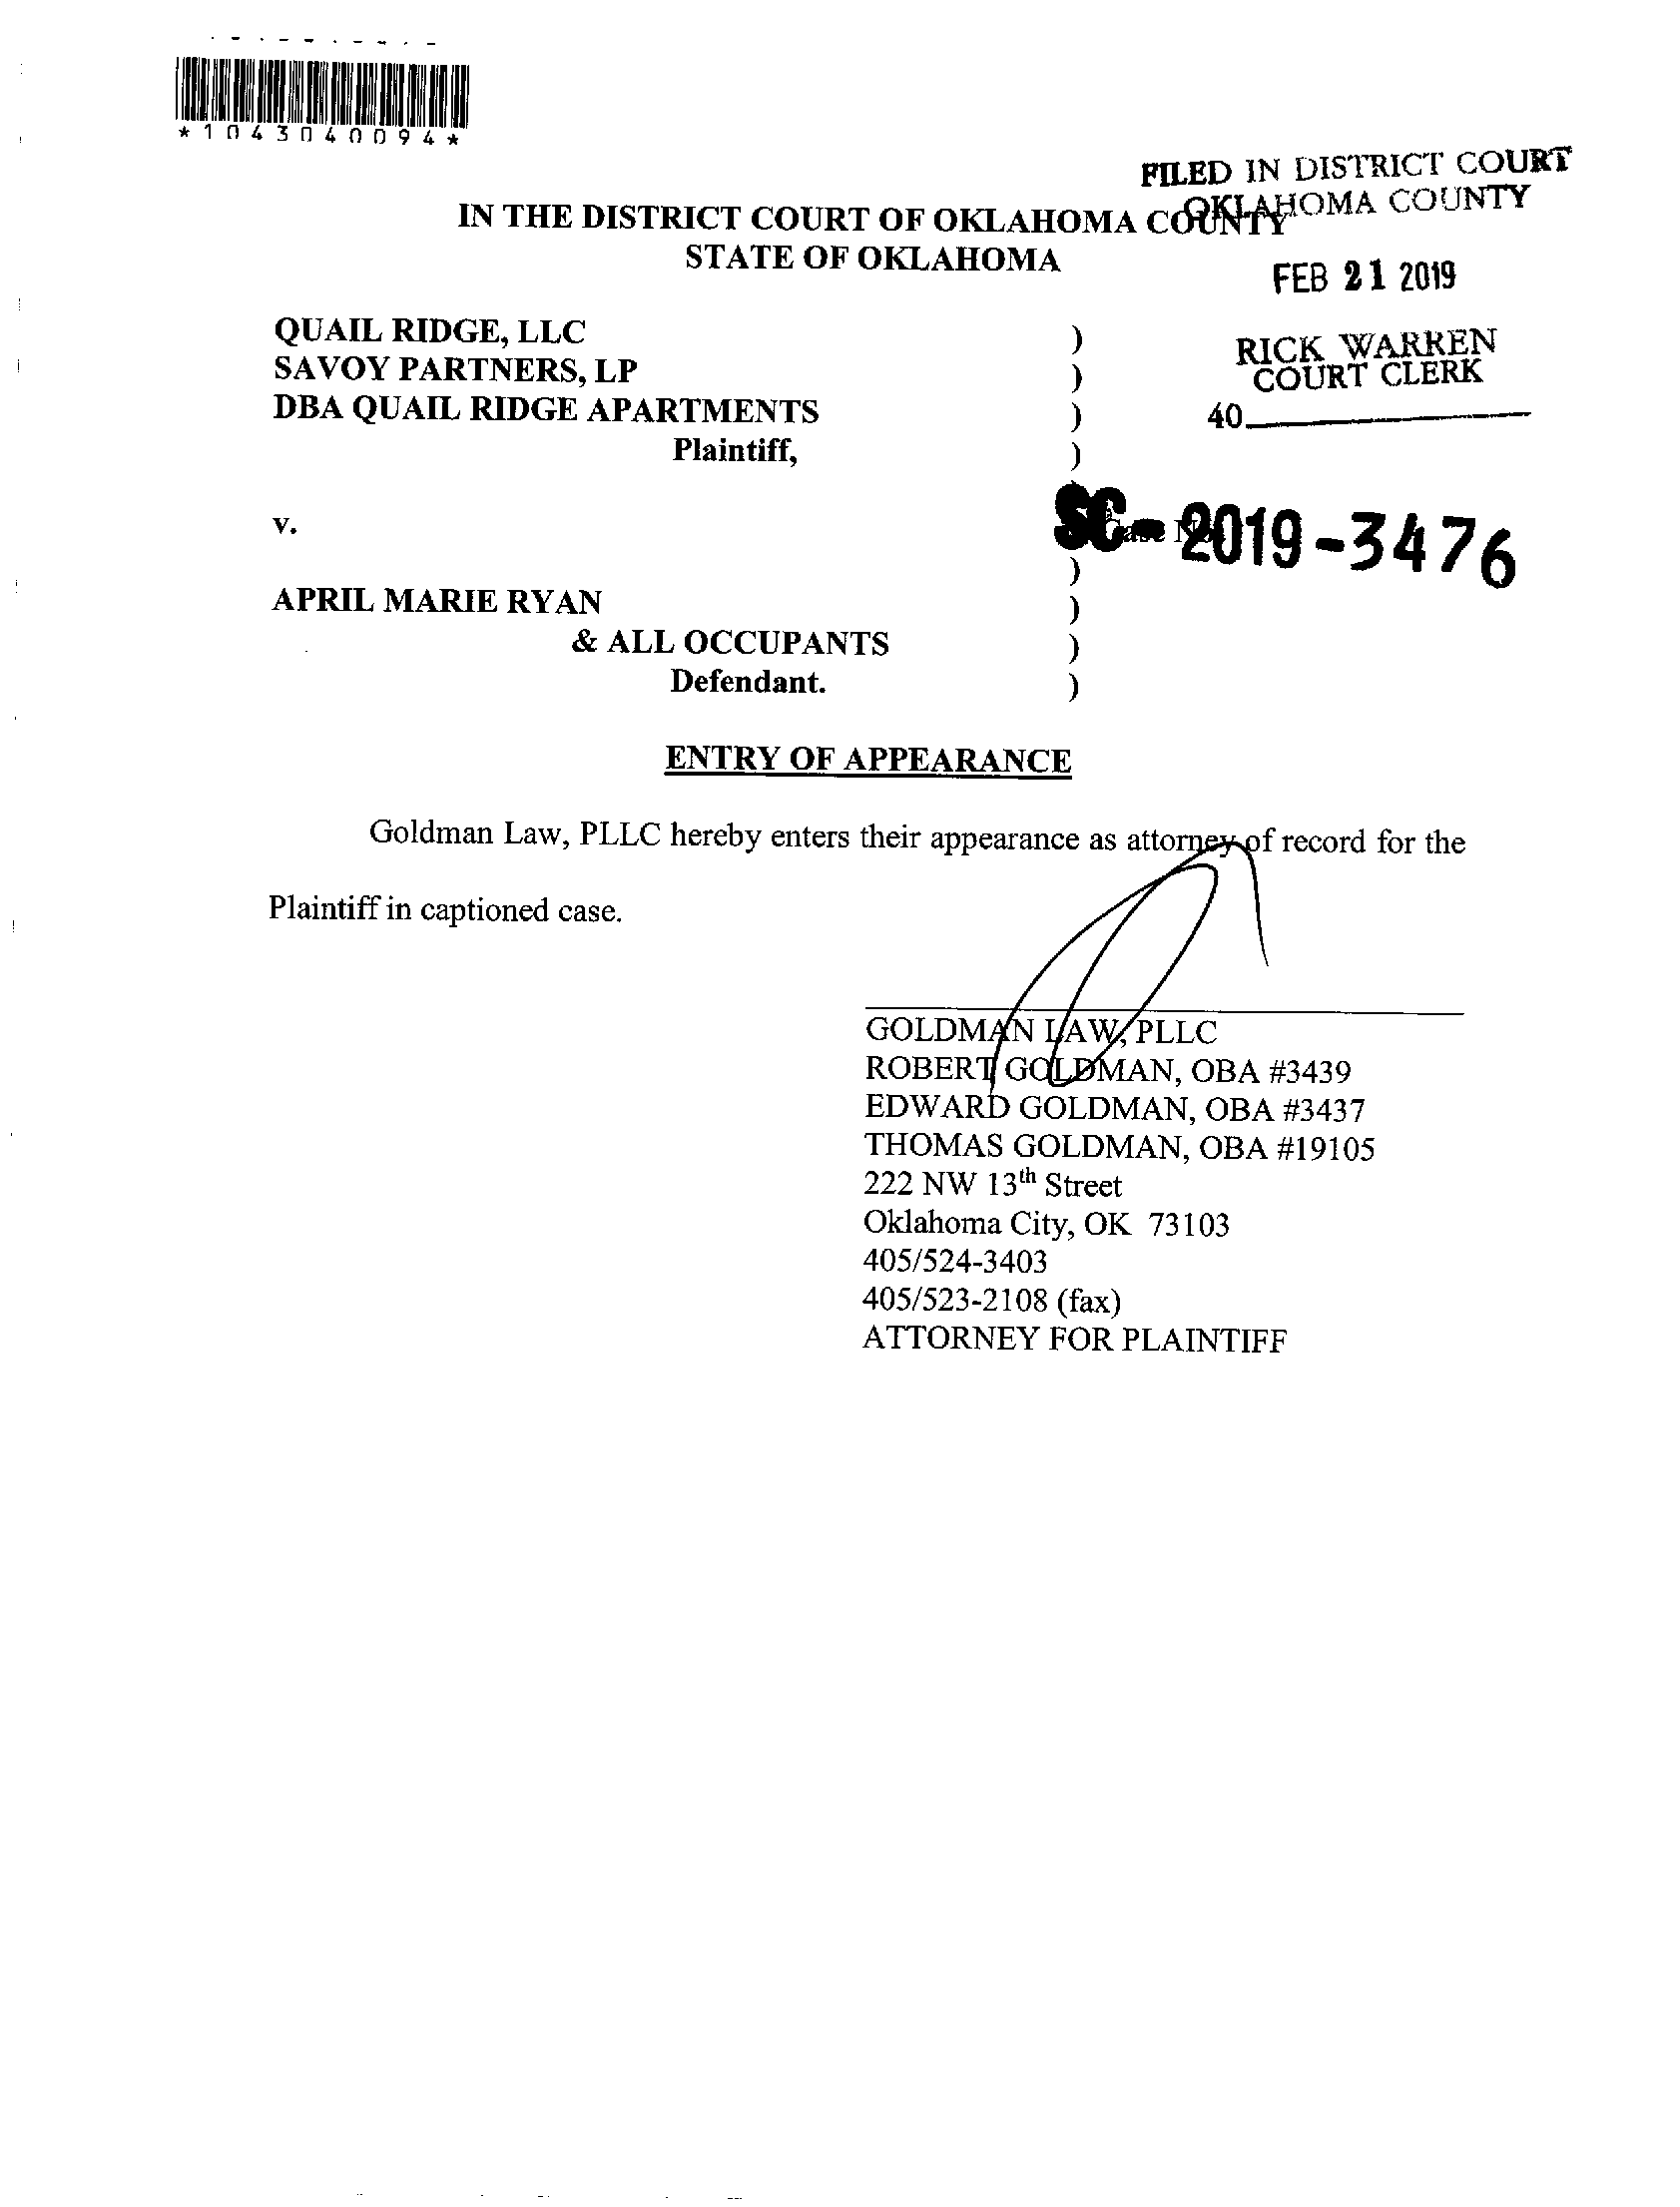 *1043040094*
FILED IN DISTRICT COURT
OKLAHOMA COUNTY
IN THE DISTRICT COURT OF OKLAHOMA COUNTY
STATE OF OKLAHOMA
FEB 21 2019
QUAIL RIDGE, LLC )
SAVOY PARTNERS, LP )
DBA QUAIL RIDGE APARTMENTS )
Plaintiff, )
RICK WARREN
COURT CLERK
40
v.
Case No
SC-2019-3476
)
APRIL MARIE RYAN )
& ALL OCCUPANTS )
Defendant. )
ENTRY OF APPEARANCE
Goldman Law, PLLC hereby enters their appearance as attorney of record for the
Plaintiff in captioned case.
GOLDMAN LAW, PLLC
ROBERT GOLDMAN, OBA #3439
EDWARD GOLDMAN, OBA #3437
THOMAS GOLDMAN, OBA #19105
222 NW 13th Street
Oklahoma City, OK 73103
405/524-3403
405/523-2108 (fax)
ATTORNEY FOR PLAINTIFF